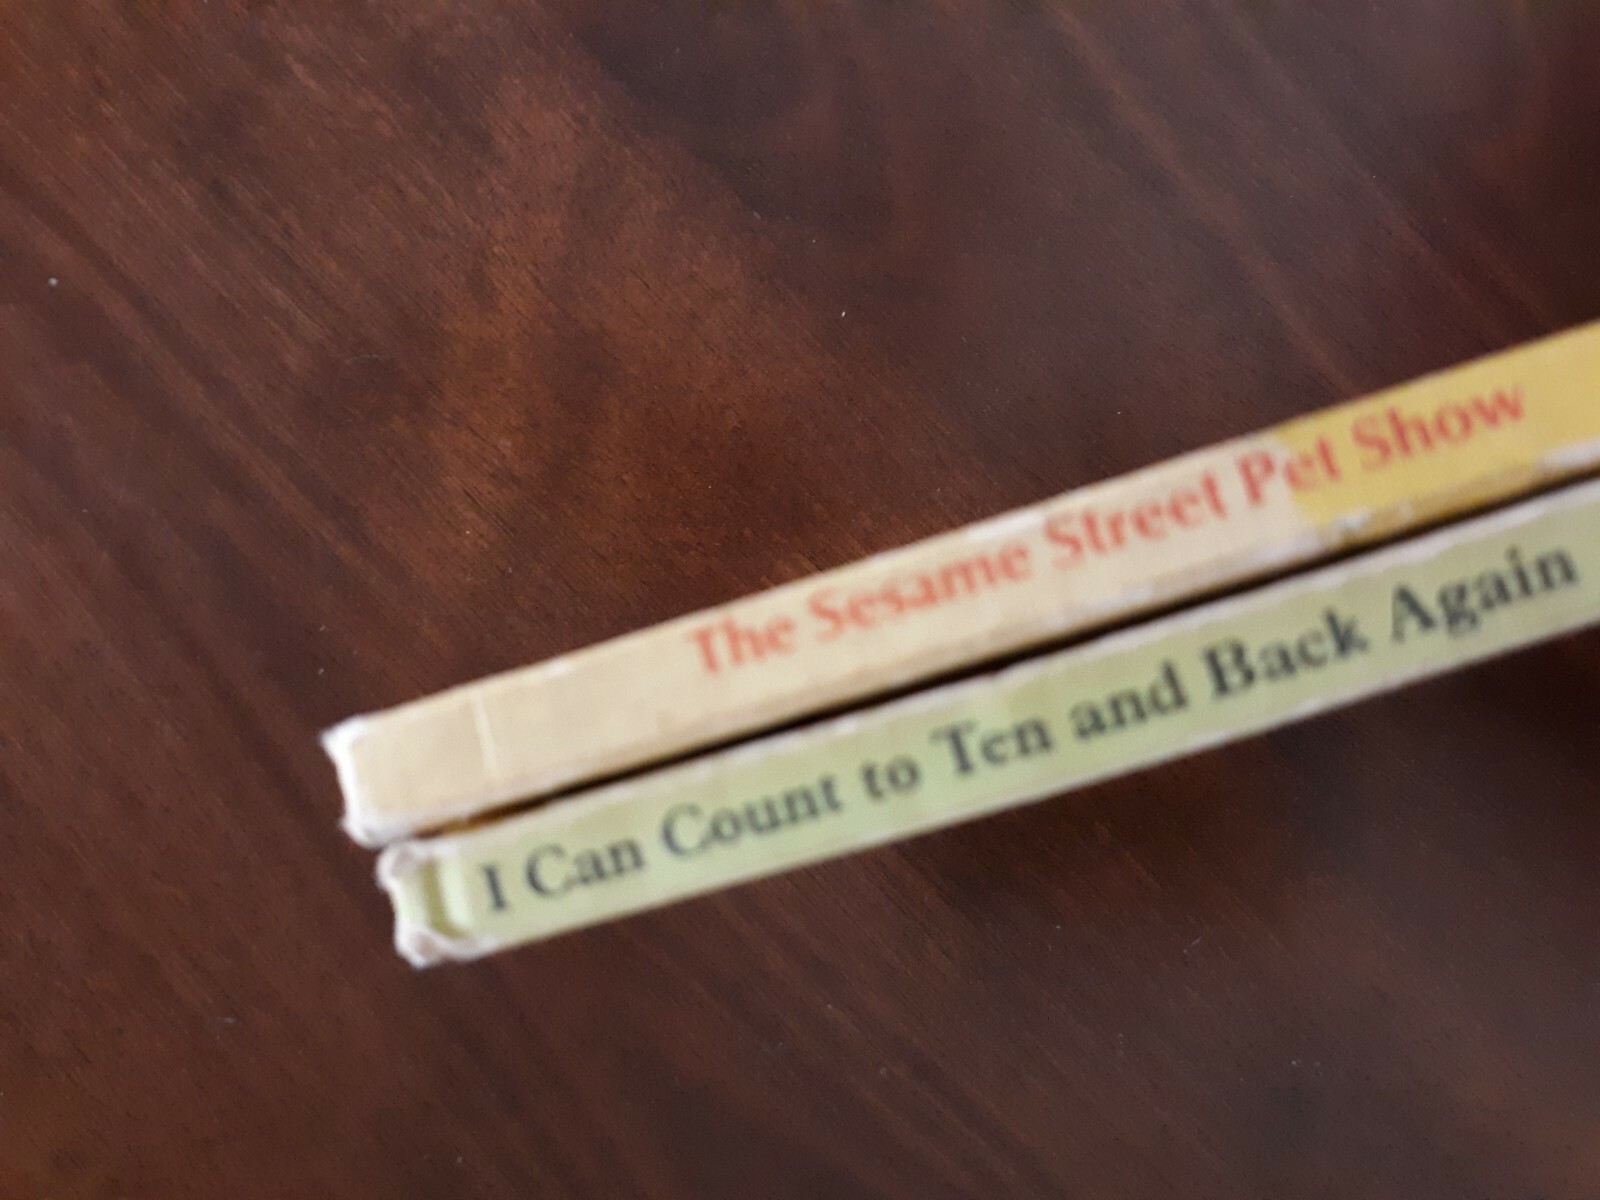 The Sesame Street Pet Show
I Can Count to Ten and Back Again